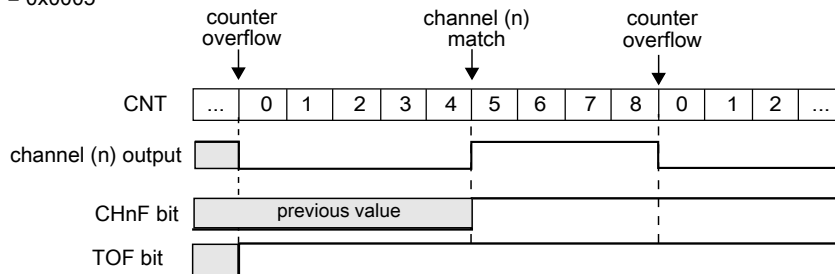 counter overflow
channel (n) match
counter overflow
CNT ... 0 1 2 3 4 5 6 7 8 0 1 2 ...
channel (n) output
CHnF bit previous value
TOF bit